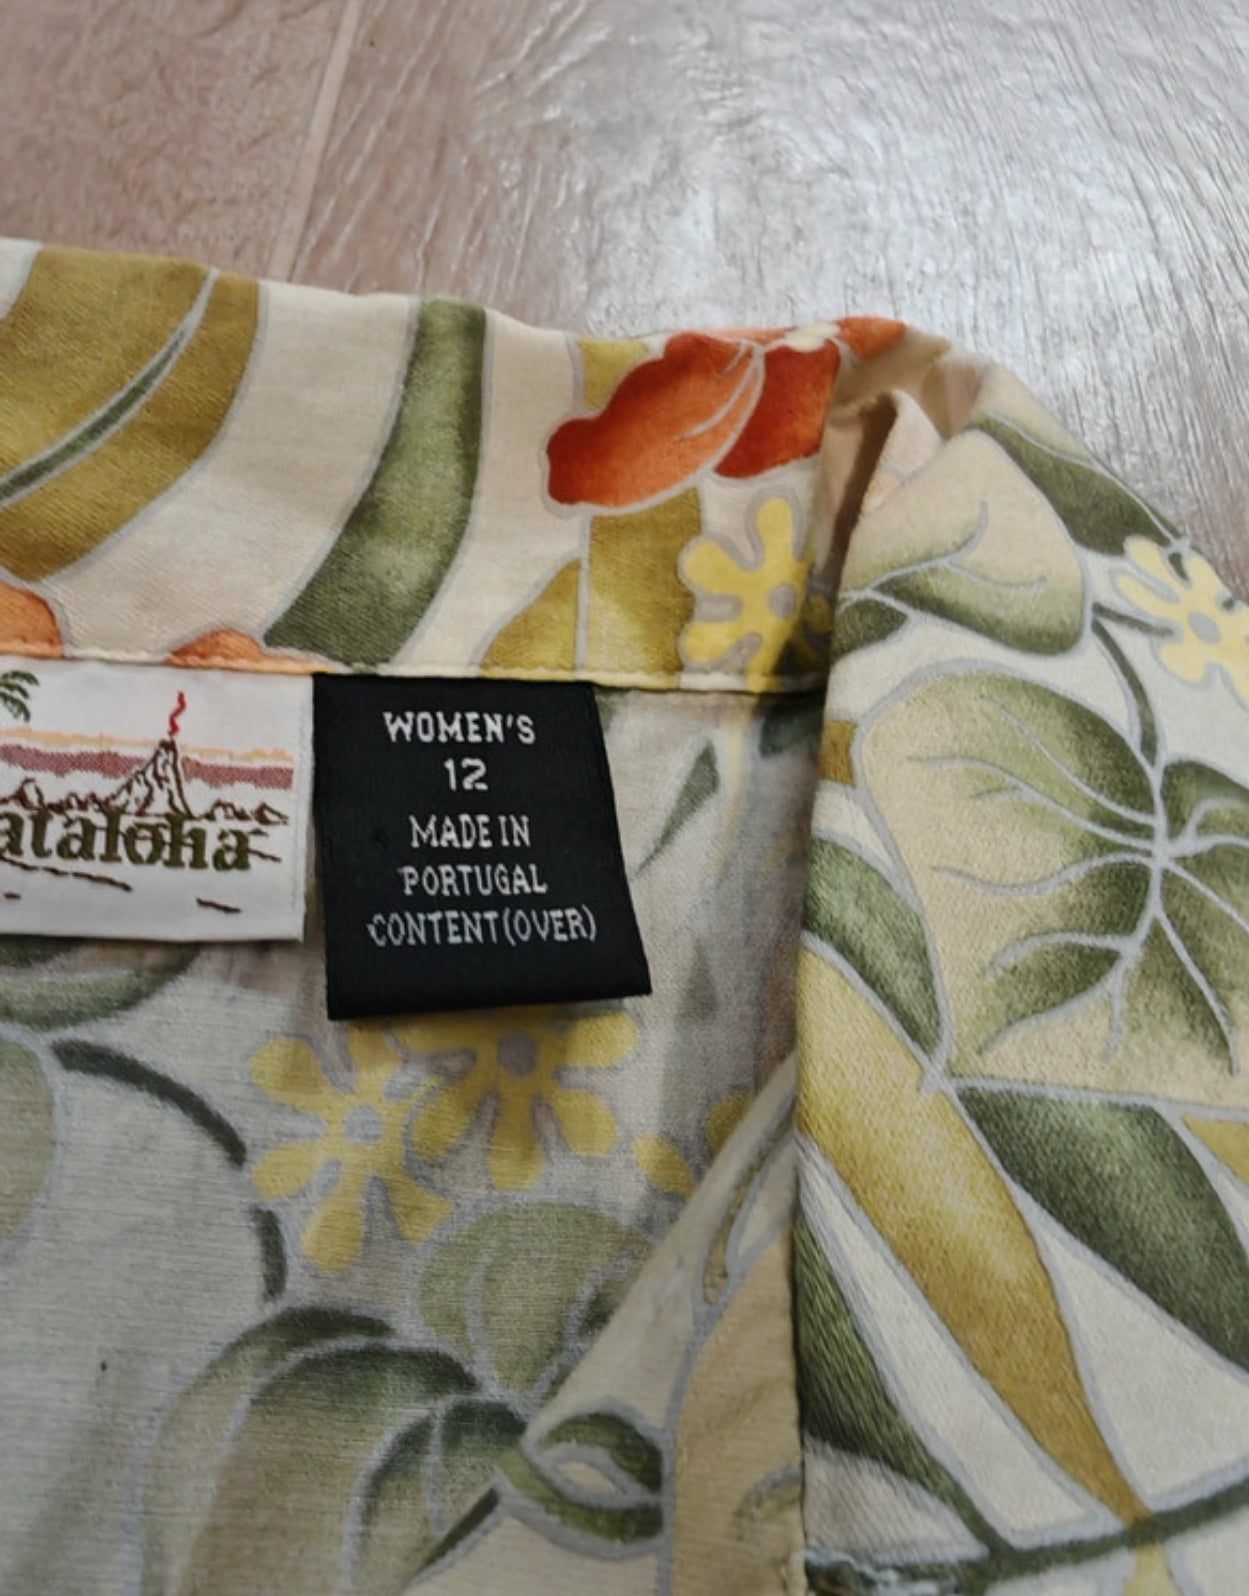 ataloha
WOMEN'S
12
MADE IN
PORTUGAL
CONTENT(OVER)